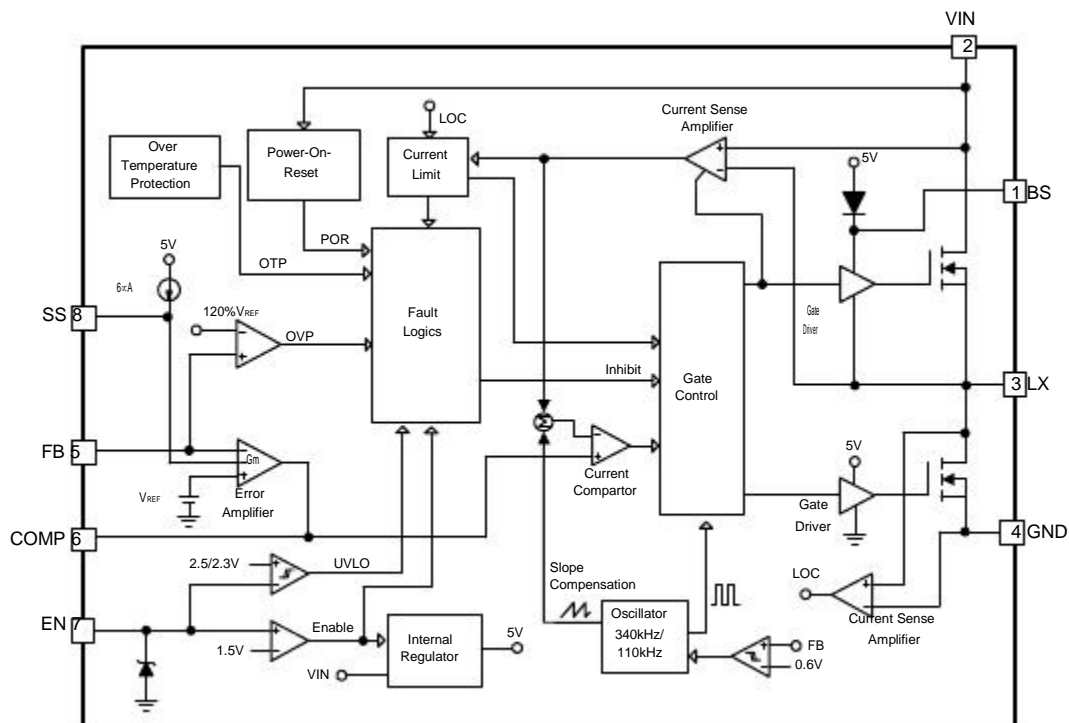 VIN
2
LOC
Current Sense
Amplifier
Over
Temperature
Protection
Power-On-
Reset
Current
Limit
5V
1 BS
POR
OTP
5V
6∝A
SS 8
120%VREF
OVP
Fault
Logics
Gate
Driver
Inhibit
Gate
Control
3 LX
Σ
FB 5
Gm
Error
Amplifier
VREF
Current
Compartor
5V
Gate
Driver
COMP 6
4 GND
2.5/2.3V
UVLO
Slope
Compensation
LOC
Current Sense
Amplifier
EN 7
Enable
1.5V
Internal
Regulator
5V
VIN
Oscillator
340kHz/
110kHz
FB
0.6V